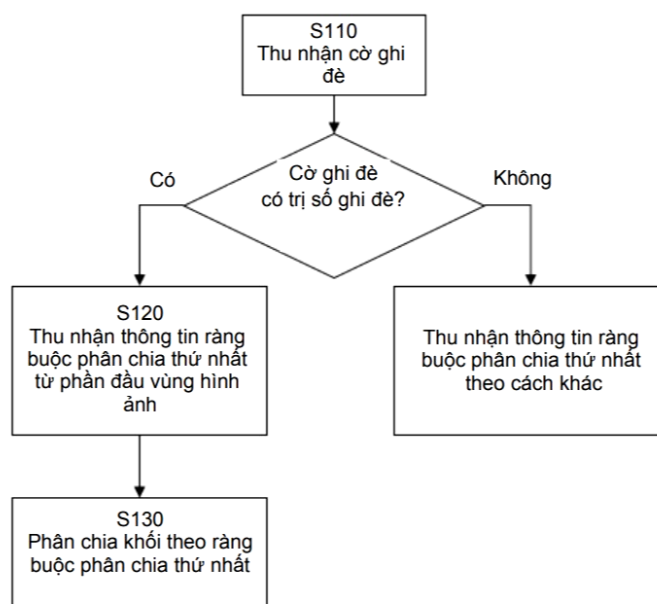 S110
Thu nhận cờ ghi
đè
Cờ ghi đè
có trị số ghi đè?
Có
Không
S120
Thu nhận thông tin ràng
buộc phân chia thứ nhất
từ phần đầu vùng hình
ảnh
Thu nhận thông tin ràng
buộc phân chia thứ nhất
theo cách khác
S130
Phân chia khối theo ràng
buộc phân chia thứ nhất